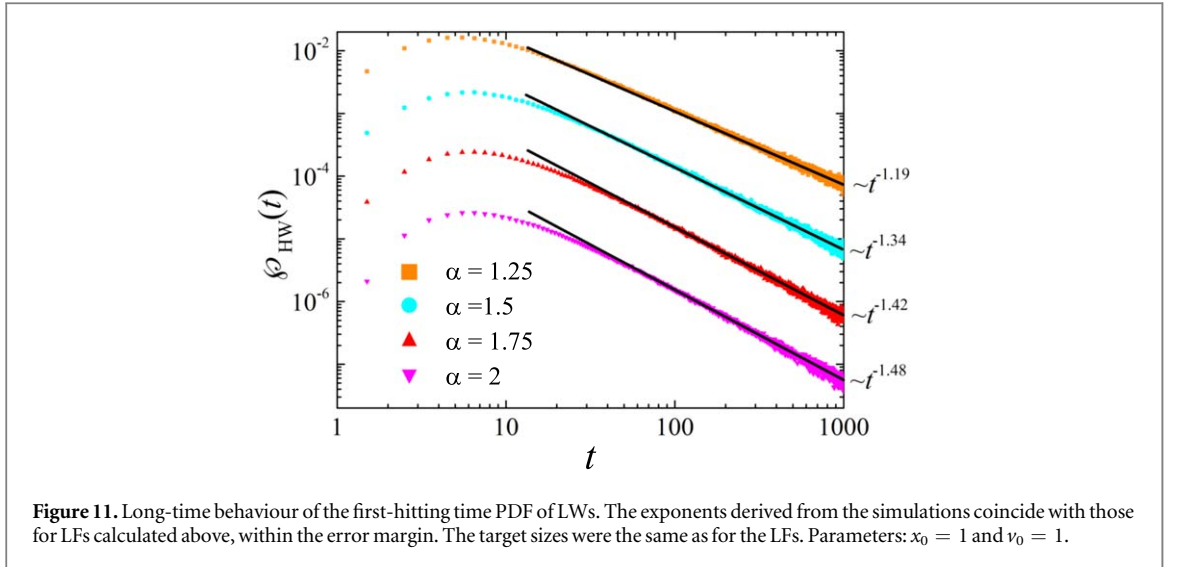 10⁻²
10⁻⁴
10⁻⁶
℘HW(t)
α = 1.25
α =1.5
α = 1.75
α = 2
~t⁻¹·¹⁹
~t⁻¹·³⁴
~t⁻¹·⁴²
~t⁻¹·⁴⁸
1 10 100 1000
t
Figure 11. Long-time behaviour of the first-hitting time PDF of LWs. The exponents derived from the simulations coincide with those
for LFs calculated above, within the error margin. The target sizes were the same as for the LFs. Parameters: x₀ = 1 and v₀ = 1.